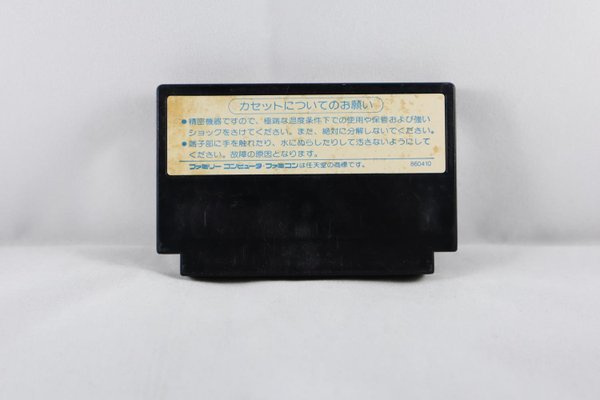 カセットについてのお願い
●精密機器ですので、極端な温度条件下での使用や保管および強い
ショックをさけてください。また、絶対に分解しないでください。
●端子部に手を触れたり、水にぬらしたりして汚さないようにして
ください。故障の原因となります。
ファミリーコンピュータ・ファミコンは任天堂の商標です。 860410